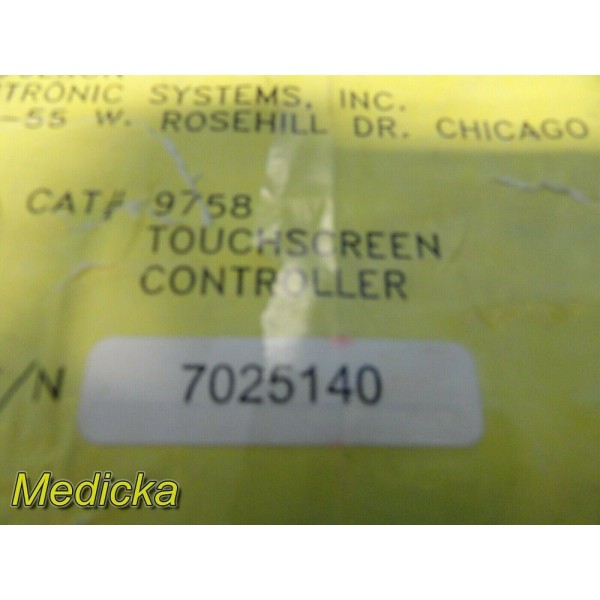 TRONIC SYSTEMS, INC.
-55 W. ROSEHILL DR. CHICAGO
CAT# 9758
TOUCHSCREEN
CONTROLLER
/N 7025140
Medicka